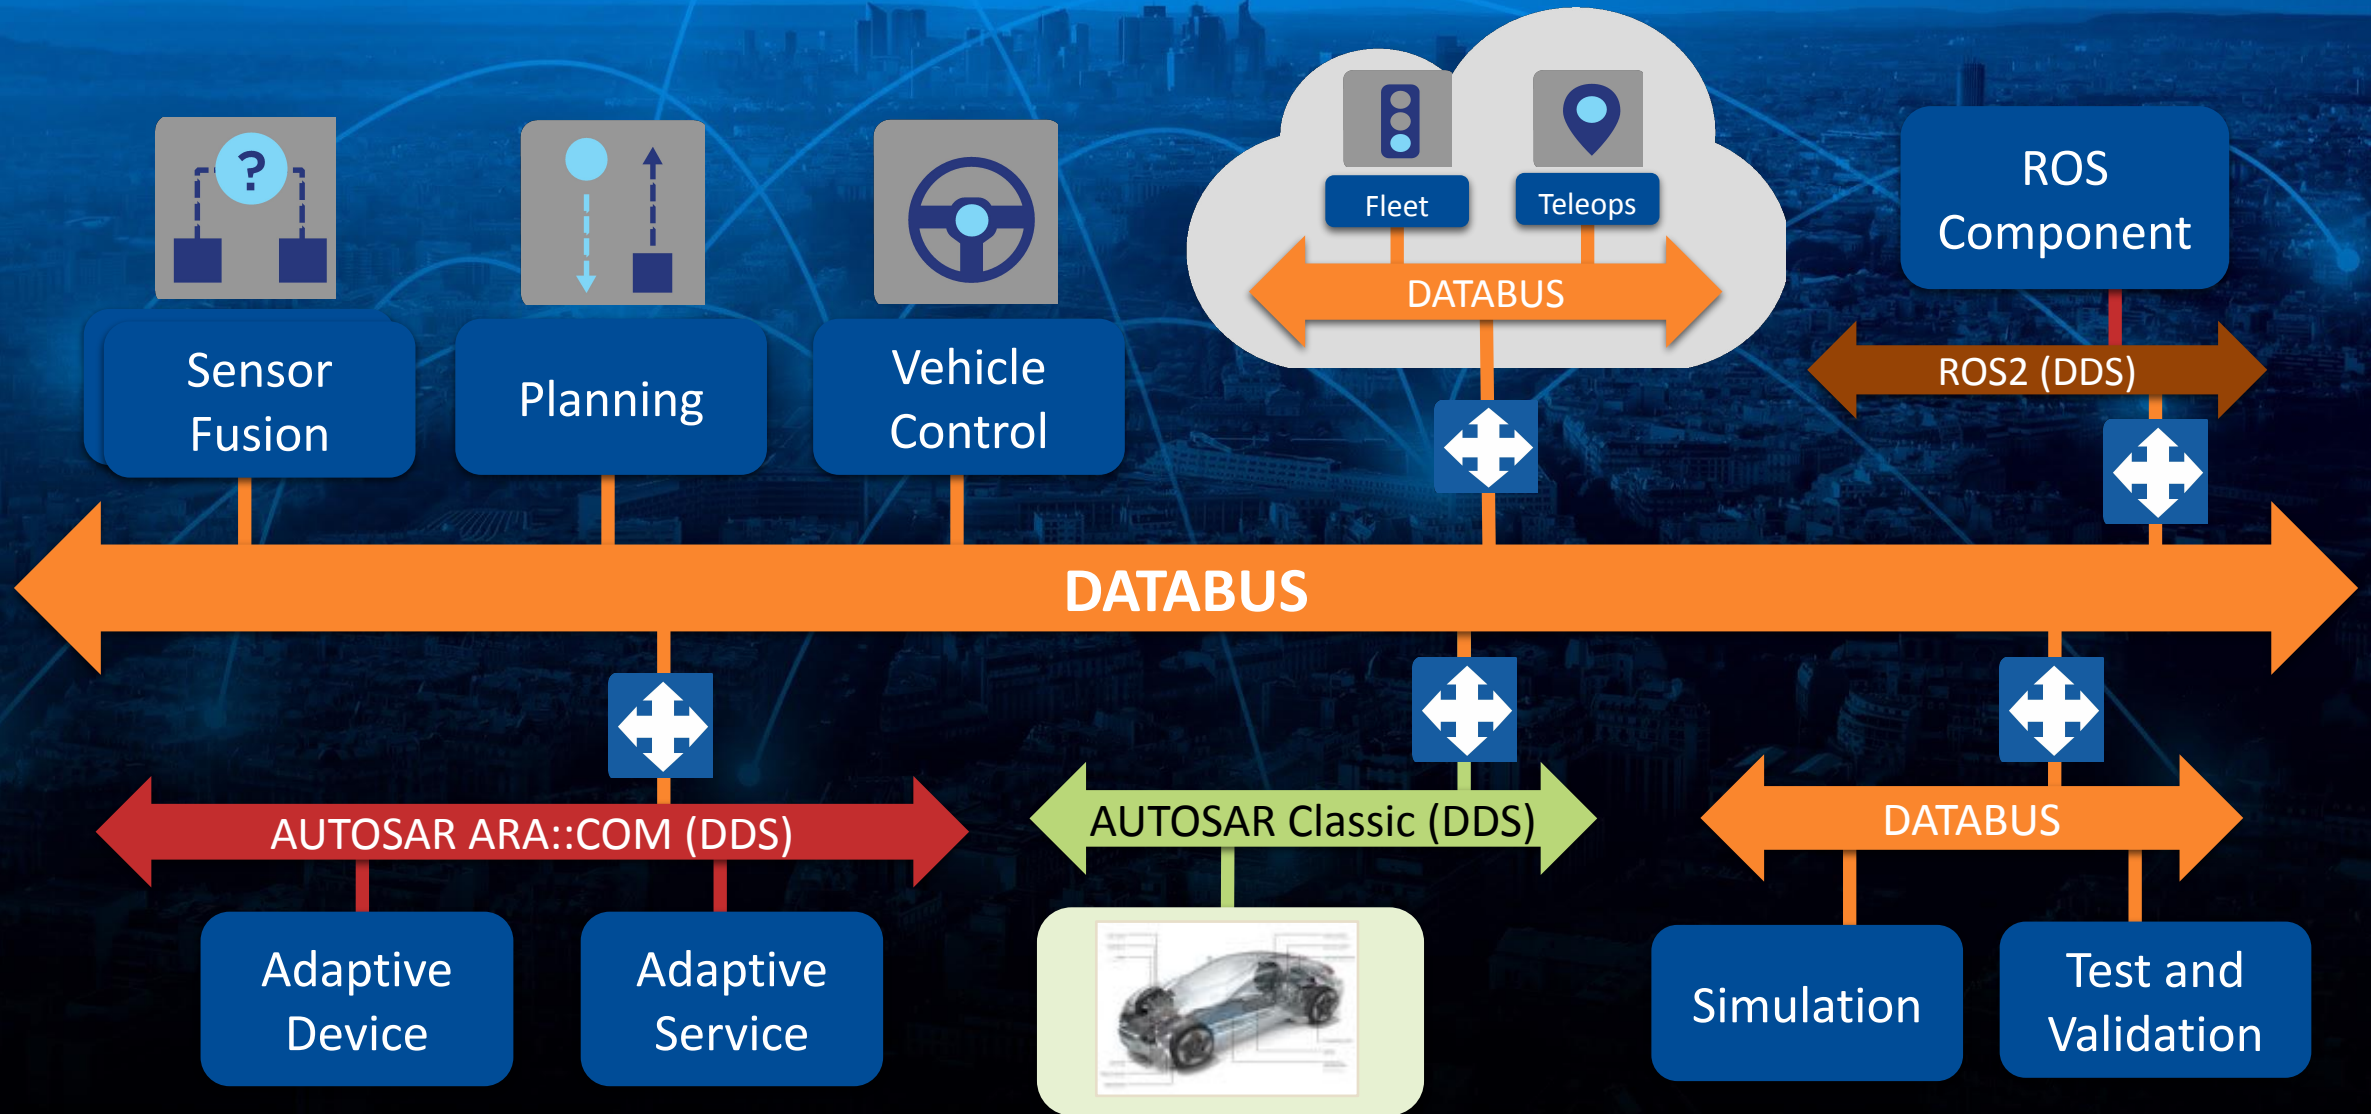 ?
Sensor
Fusion
Planning
Vehicle
Control
Fleet
Teleops
DATABUS
ROS
Component
ROS2 (DDS)
DATABUS
AUTOSAR ARA::COM (DDS)
Adaptive
Device
Adaptive
Service
AUTOSAR Classic (DDS)
DATABUS
Simulation
Test and
Validation